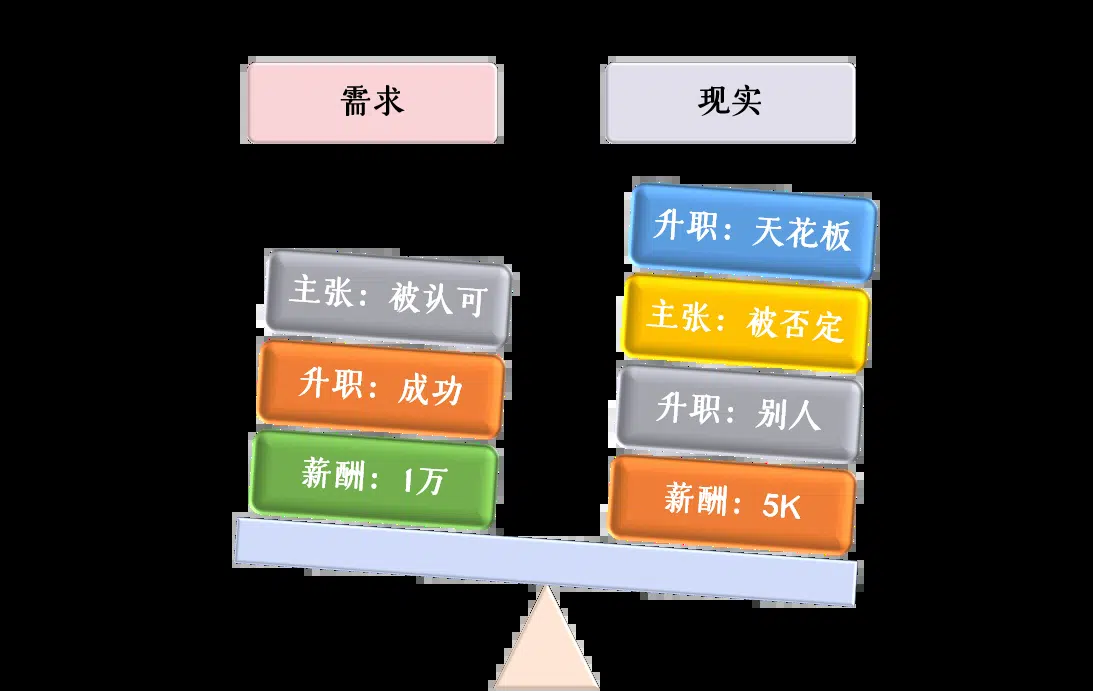 需求
现实
主张：被认可
升职：成功
薪酬：1万
升职：天花板
主张：被否定
升职：别人
薪酬：5K